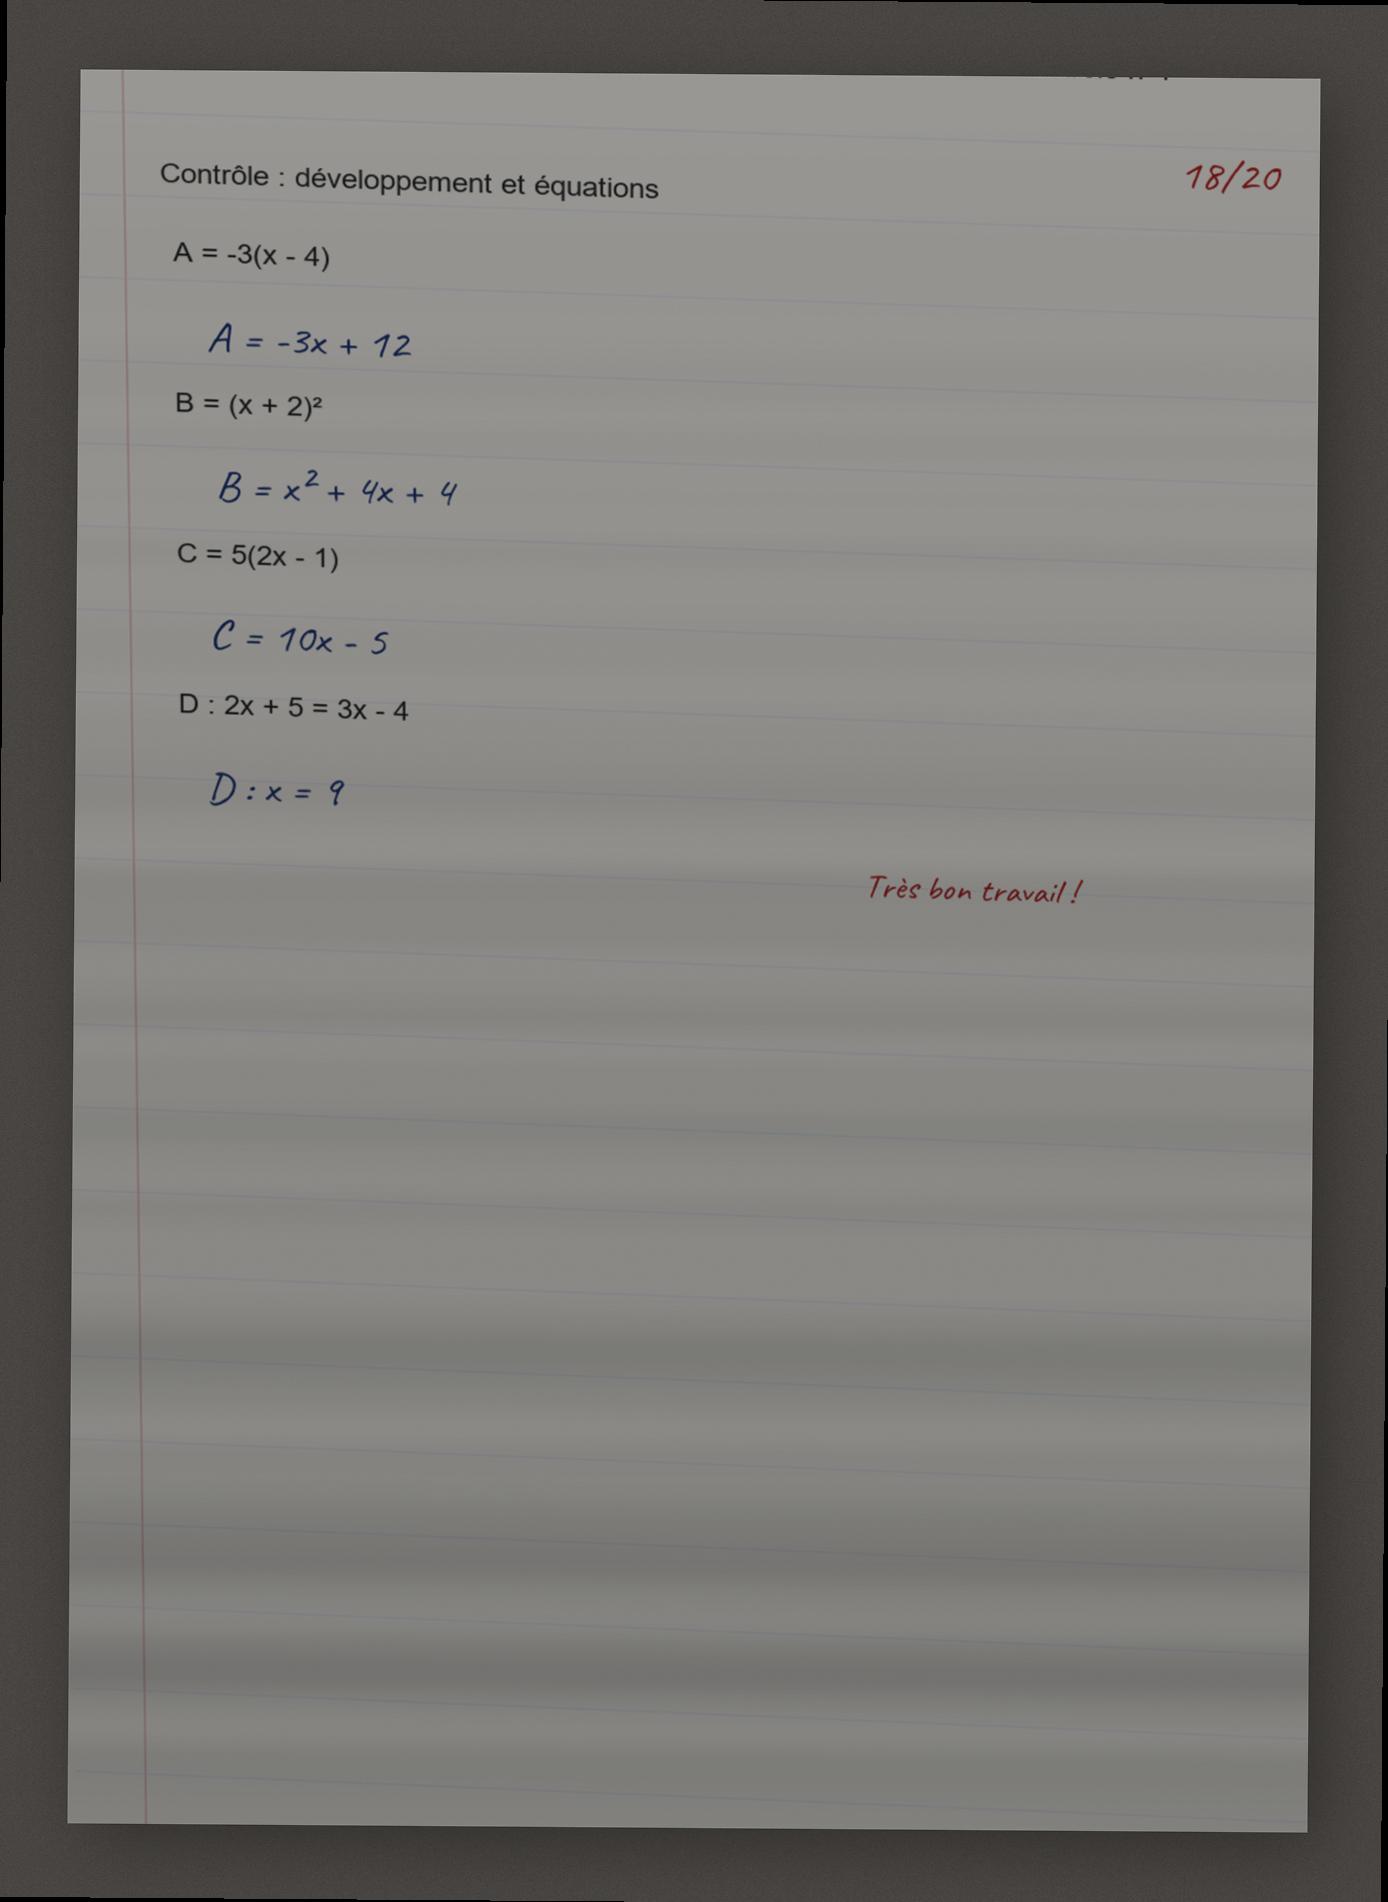 Contrôle : développement et équations
18/20
A = -3(x - 4)
A = -3x + 12
B = (x + 2)²
B = x² + 4x + 4
C = 5(2x - 1)
C = 10x - 5
D : 2x + 5 = 3x - 4
D : x = 9
Très bon travail !